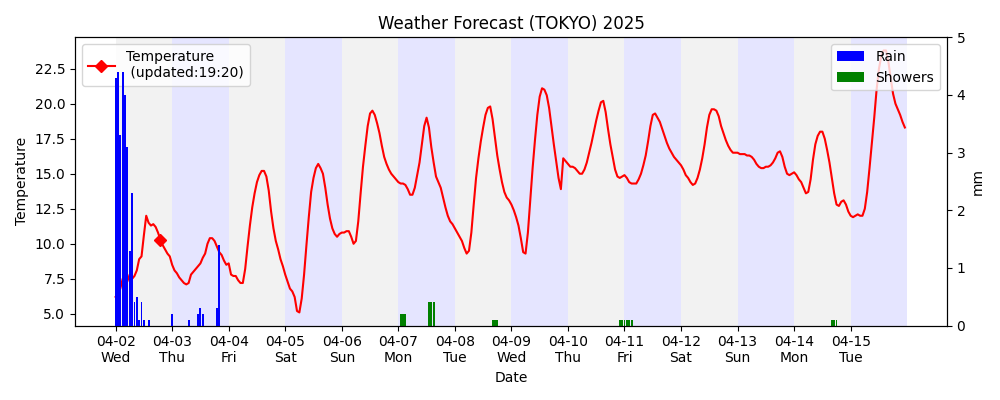 Weather Forecast (TOKYO) 2025
Temperature
(updated:19:20)
Rain
Showers
Temperature
22.5
20.0
17.5
15.0
12.5
10.0
7.5
5.0
5
4
3
2
1
0
mm
04-02 04-03 04-04 04-05 04-06 04-07 04-08 04-09 04-10 04-11 04-12 04-13 04-14 04-15
Wed Thu Fri Sat Sun Mon Tue Wed Thu Fri Sat Sun Mon Tue
Date